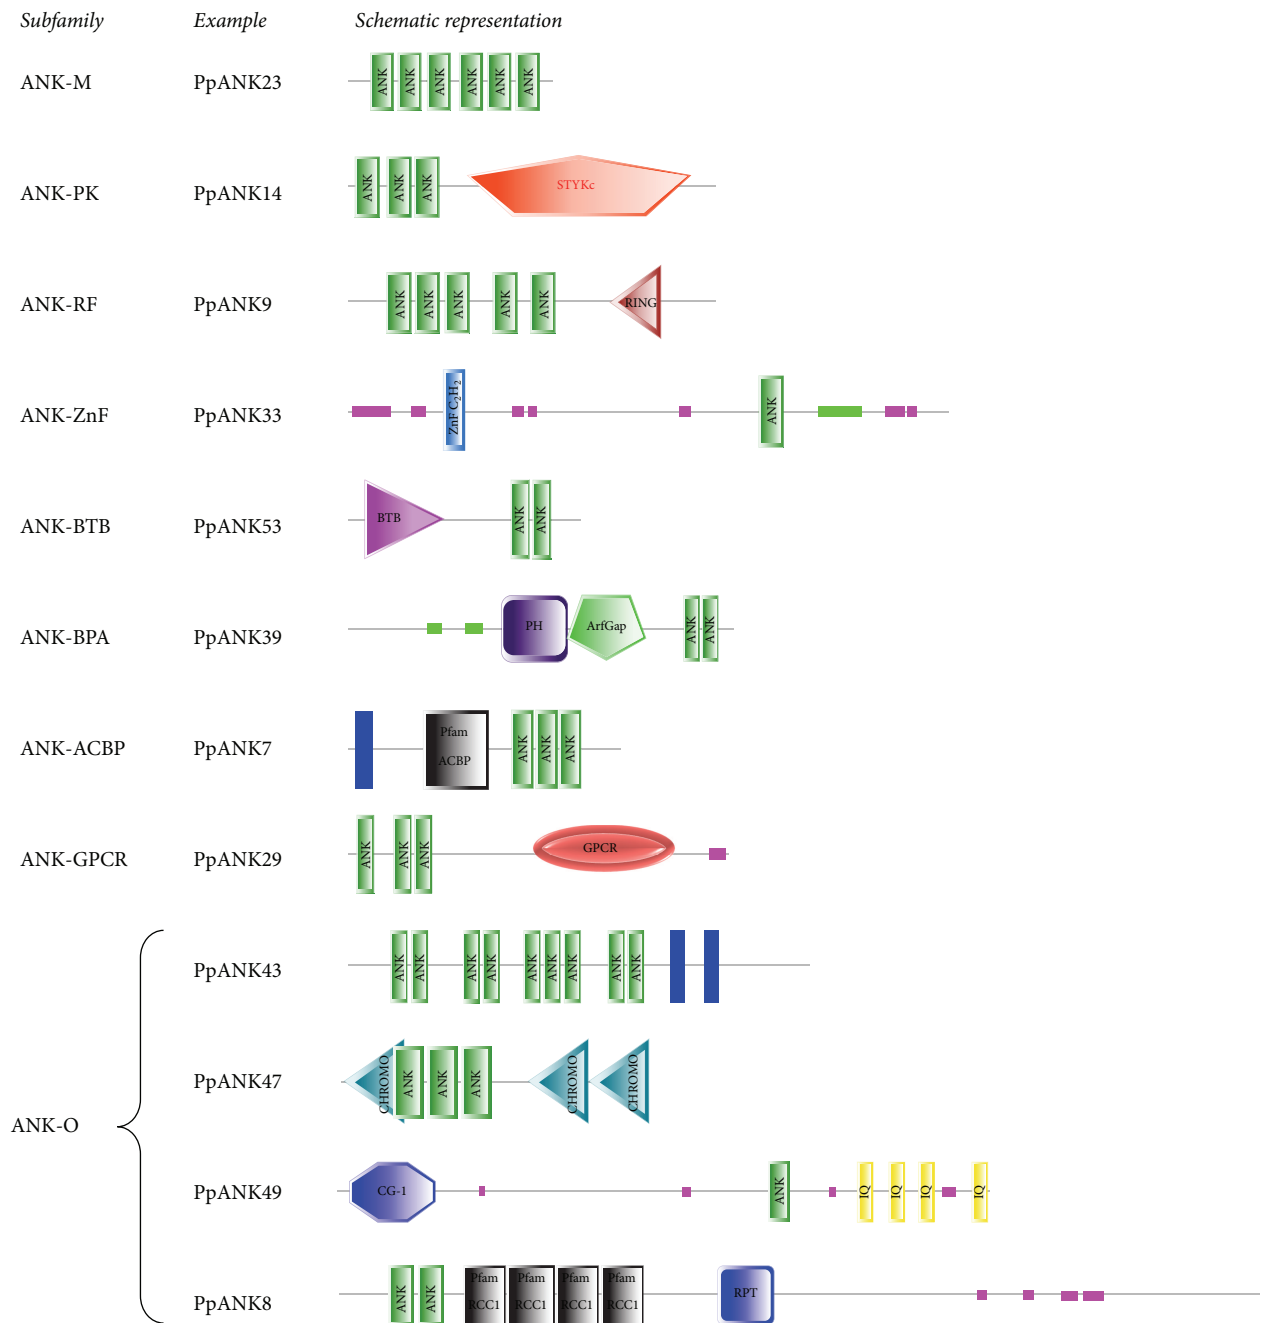 Subfamily Example Schematic representation
ANK-M PpANK23 ANK ANK ANK ANK ANK ANK
ANK-PK PpANK14 ANK ANK ANK STYKc
ANK-RF PpANK9 ANK ANK ANK ANK ANK RING
ANK-ZnF PpANK33 ZnF C₂H₂ ANK
ANK-BTB PpANK53 BTB ANK ANK
ANK-BPA PpANK39 PH ArfGap ANK ANK
ANK-ACBP PpANK7 Pfam ACBP ANK ANK ANK
ANK-GPCR PpANK29 ANK ANK ANK GPCR
PpANK43 ANK ANK ANK ANK ANK ANK ANK ANK ANK
PpANK47 CHROMO ANK ANK ANK CHROMO CHROMO
ANK-O
PpANK49 CG-1 ANK IQ IQ IQ IQ
PpANK8 ANK ANK Pfam RCC1 Pfam RCC1 Pfam RCC1 Pfam RCC1 RPT